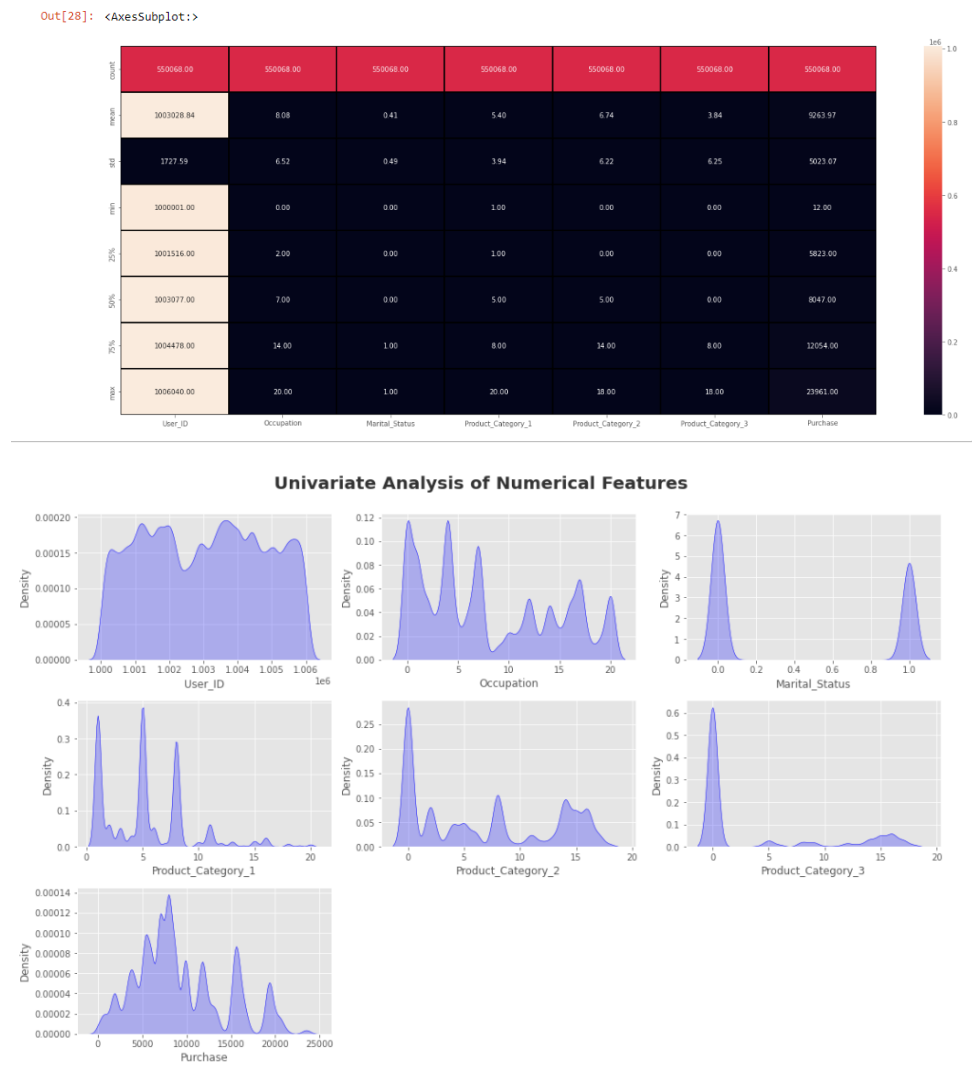 Out[28]: <AxesSubplot:>
1e6
count 550068.00 550068.00 550068.00 550068.00 550068.00 550068.00 550068.00 1.0
mean 1003028.84 8.08 0.41 5.40 6.74 3.84 9263.97 0.8
std 1727.59 6.52 0.49 3.94 6.22 6.25 5023.07
min 1000001.00 0.00 0.00 1.00 0.00 0.00 12.00 0.6
25% 1001516.00 2.00 0.00 1.00 0.00 0.00 5823.00 0.4
50% 1003077.00 7.00 0.00 5.00 5.00 0.00 8047.00
75% 1004478.00 14.00 1.00 8.00 14.00 8.00 12054.00 0.2
max 1006040.00 20.00 1.00 20.00 18.00 18.00 23961.00 0.0
User_ID Occupation Marital_Status Product_Category_1 Product_Category_2 Product_Category_3 Purchase
Univariate Analysis of Numerical Features
Density
0.00020
0.00015
0.00010
0.00005
0.00000
1.000 1.001 1.002 1.003 1.004 1.005 1.006
1e6
User_ID
Density
0.12
0.10
0.08
0.06
0.04
0.02
0.00
0 5 10 15 20
Occupation
Density
7
6
5
4
3
2
1
0
0.0 0.2 0.4 0.6 0.8 1.0
Marital_Status
Density
0.4
0.3
0.2
0.1
0.0
0 5 10 15 20
Product_Category_1
Density
0.25
0.20
0.15
0.10
0.05
0.00
0 5 10 15 20
Product_Category_2
Density
0.6
0.5
0.4
0.3
0.2
0.1
0.0
0 5 10 15 20
Product_Category_3
Density
0.00014
0.00012
0.00010
0.00008
0.00006
0.00004
0.00002
0.00000
0 5000 10000 15000 20000 25000
Purchase